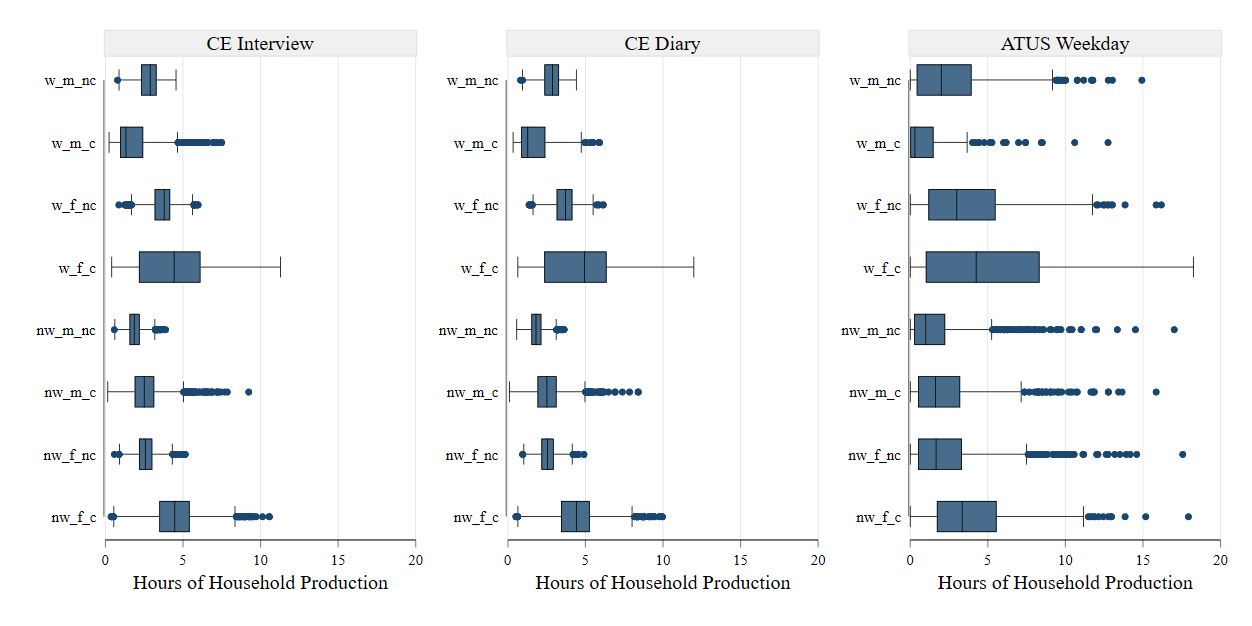 CE Interview
w_m_nc
w_m_c
w_f_nc
w_f_c
nw_m_nc
nw_m_c
nw_f_nc
nw_f_c
0 5 10 15 20
Hours of Household Production
CE Diary
w_m_nc
w_m_c
w_f_nc
w_f_c
nw_m_nc
nw_m_c
nw_f_nc
nw_f_c
0 5 10 15 20
Hours of Household Production
ATUS Weekday
w_m_nc
w_m_c
w_f_nc
w_f_c
nw_m_nc
nw_m_c
nw_f_nc
nw_f_c
0 5 10 15 20
Hours of Household Production